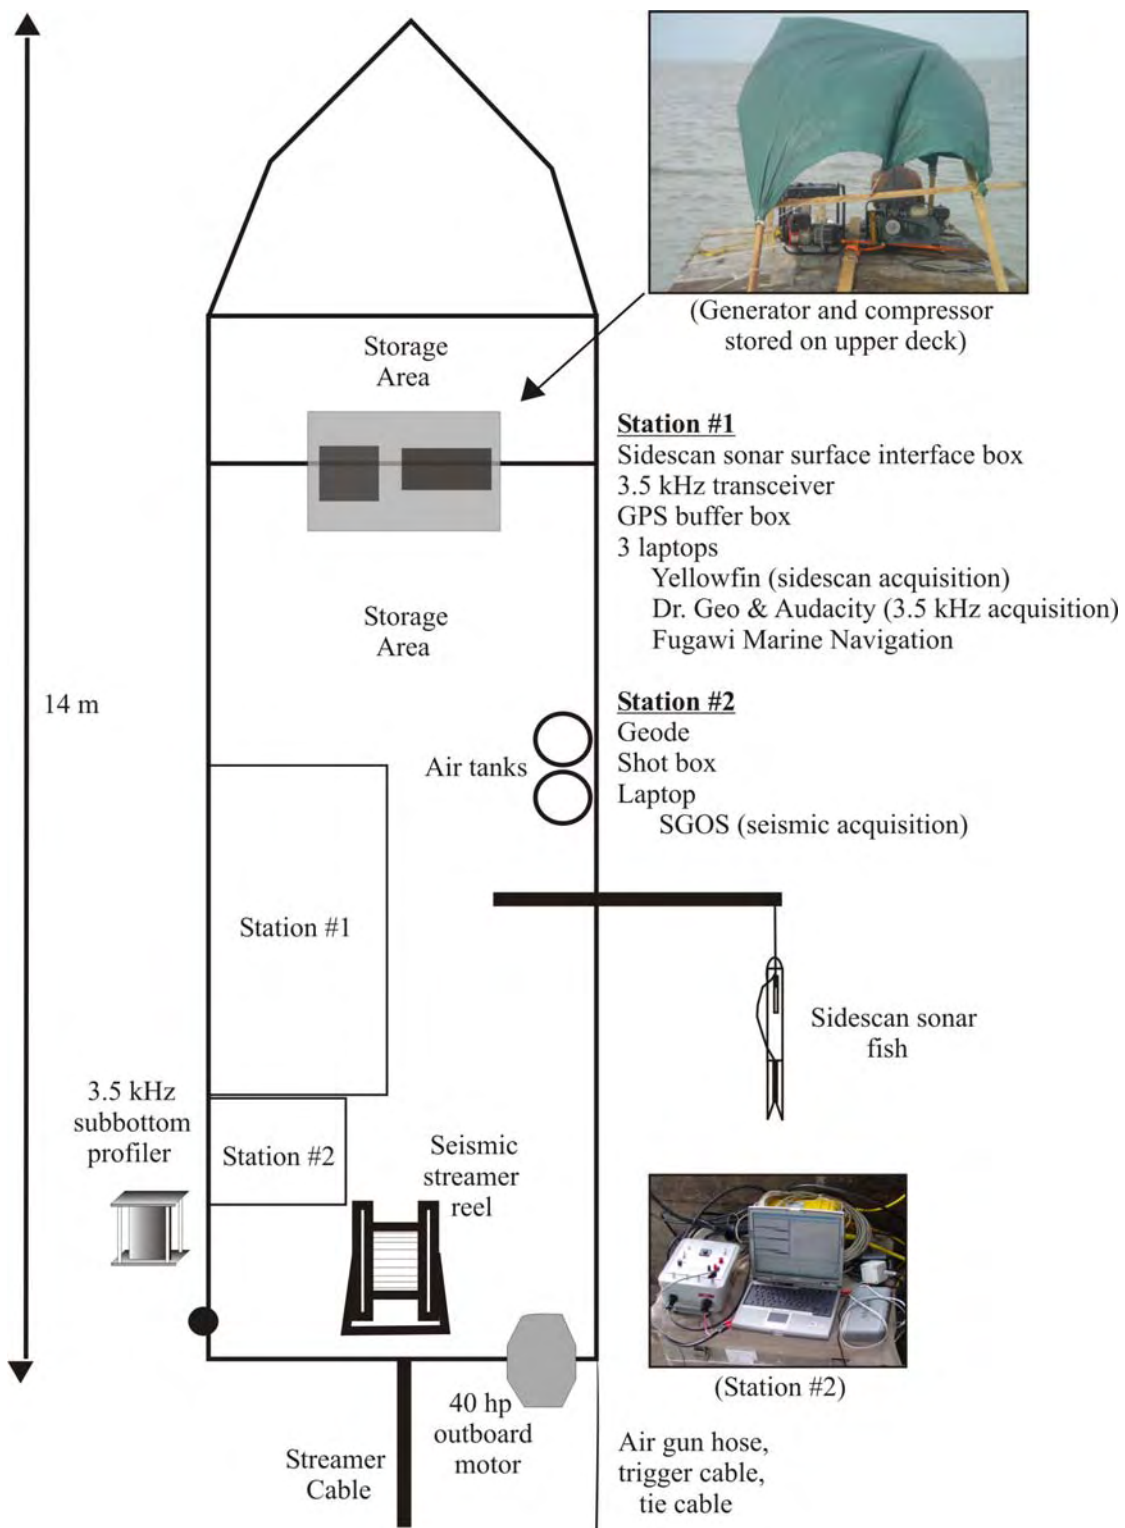 (Generator and compressor
stored on upper deck)
Storage
Area
Station #1
Sidescan sonar surface interface box
3.5 kHz transceiver
GPS buffer box
3 laptops
Yellowfin (sidescan acquisition)
Dr. Geo & Audacity (3.5 kHz acquisition)
Fugawi Marine Navigation
Storage
Area
14 m
Station #2
Geode
Shot box
Laptop
SGOS (seismic acquisition)
Air tanks
Station #1
Sidescan sonar
fish
3.5 kHz
subbottom
profiler
Station #2
Seismic
streamer
reel
(Station #2)
40 hp
outboard
motor
Streamer
Cable
Air gun hose,
trigger cable,
tie cable